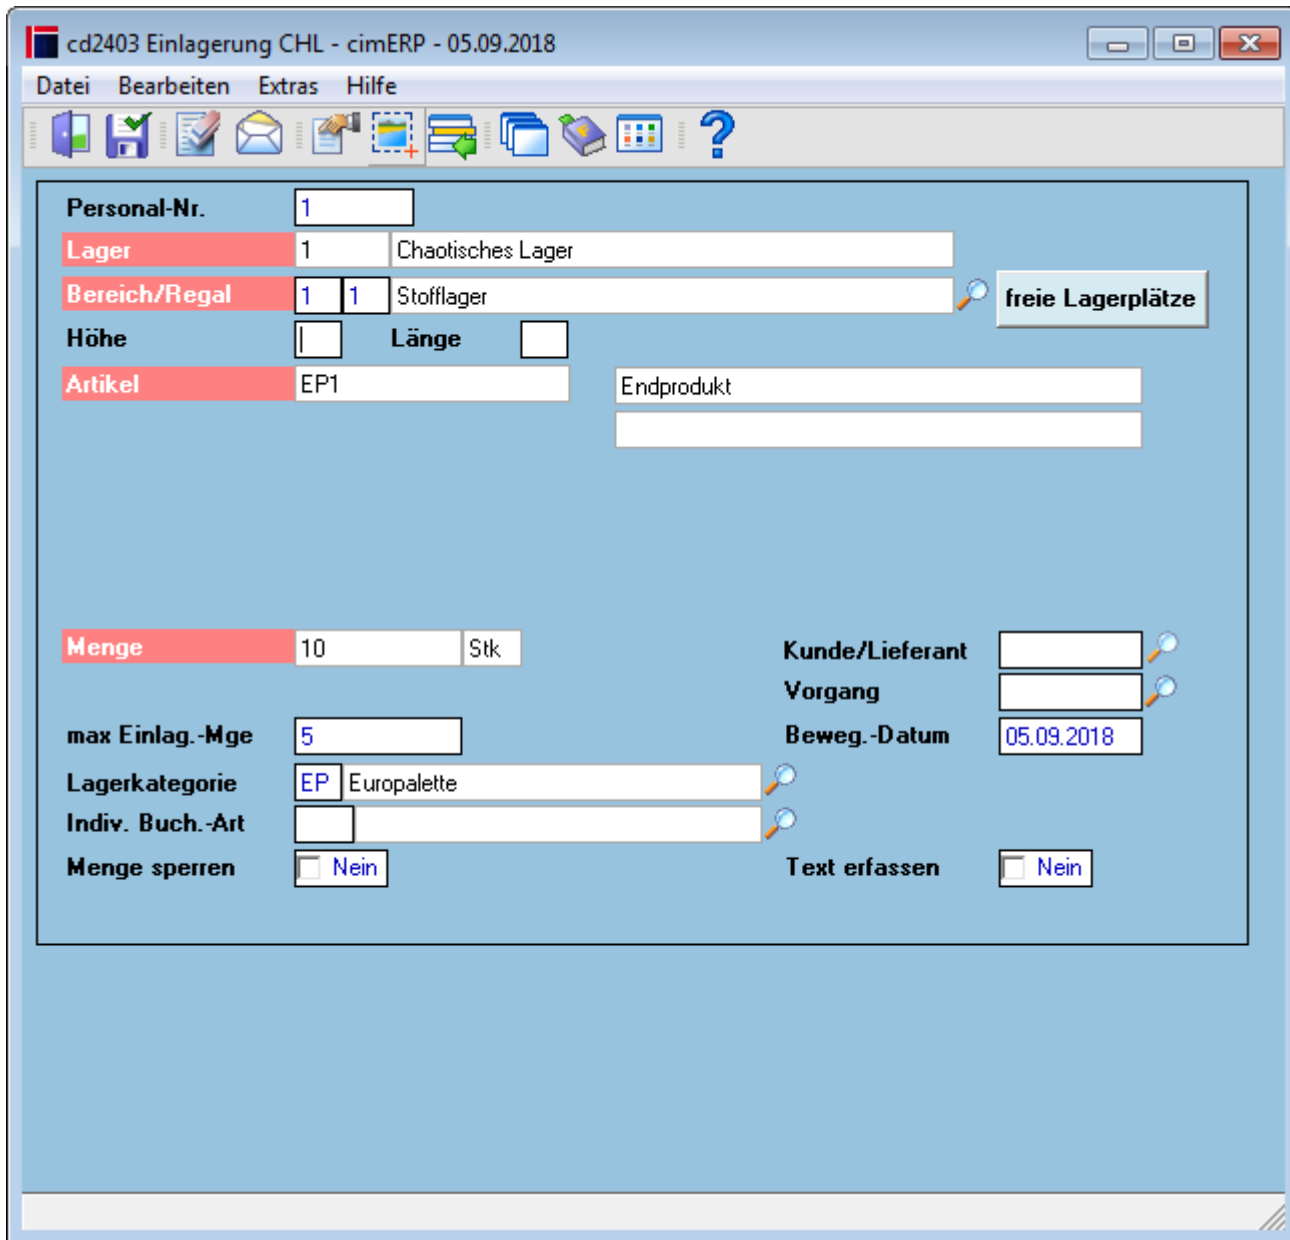 cd2403 Einlagerung CHL - cimERP - 05.09.2018
Datei Bearbeiten Extras Hilfe
Personal-Nr. 1
Lager 1 Chaotisches Lager
Bereich/Regal 1 1 Stofflager freie Lagerplätze
Höhe Länge
Artikel EP1 Endprodukt
Menge 10 Stk Kunde/Lieferant
Vorgang
max Einlag.-Mge 5 Beweg.-Datum 05.09.2018
Lagerkategorie EP Europalette
Indiv. Buch.-Art
Menge sperren Nein Text erfassen Nein